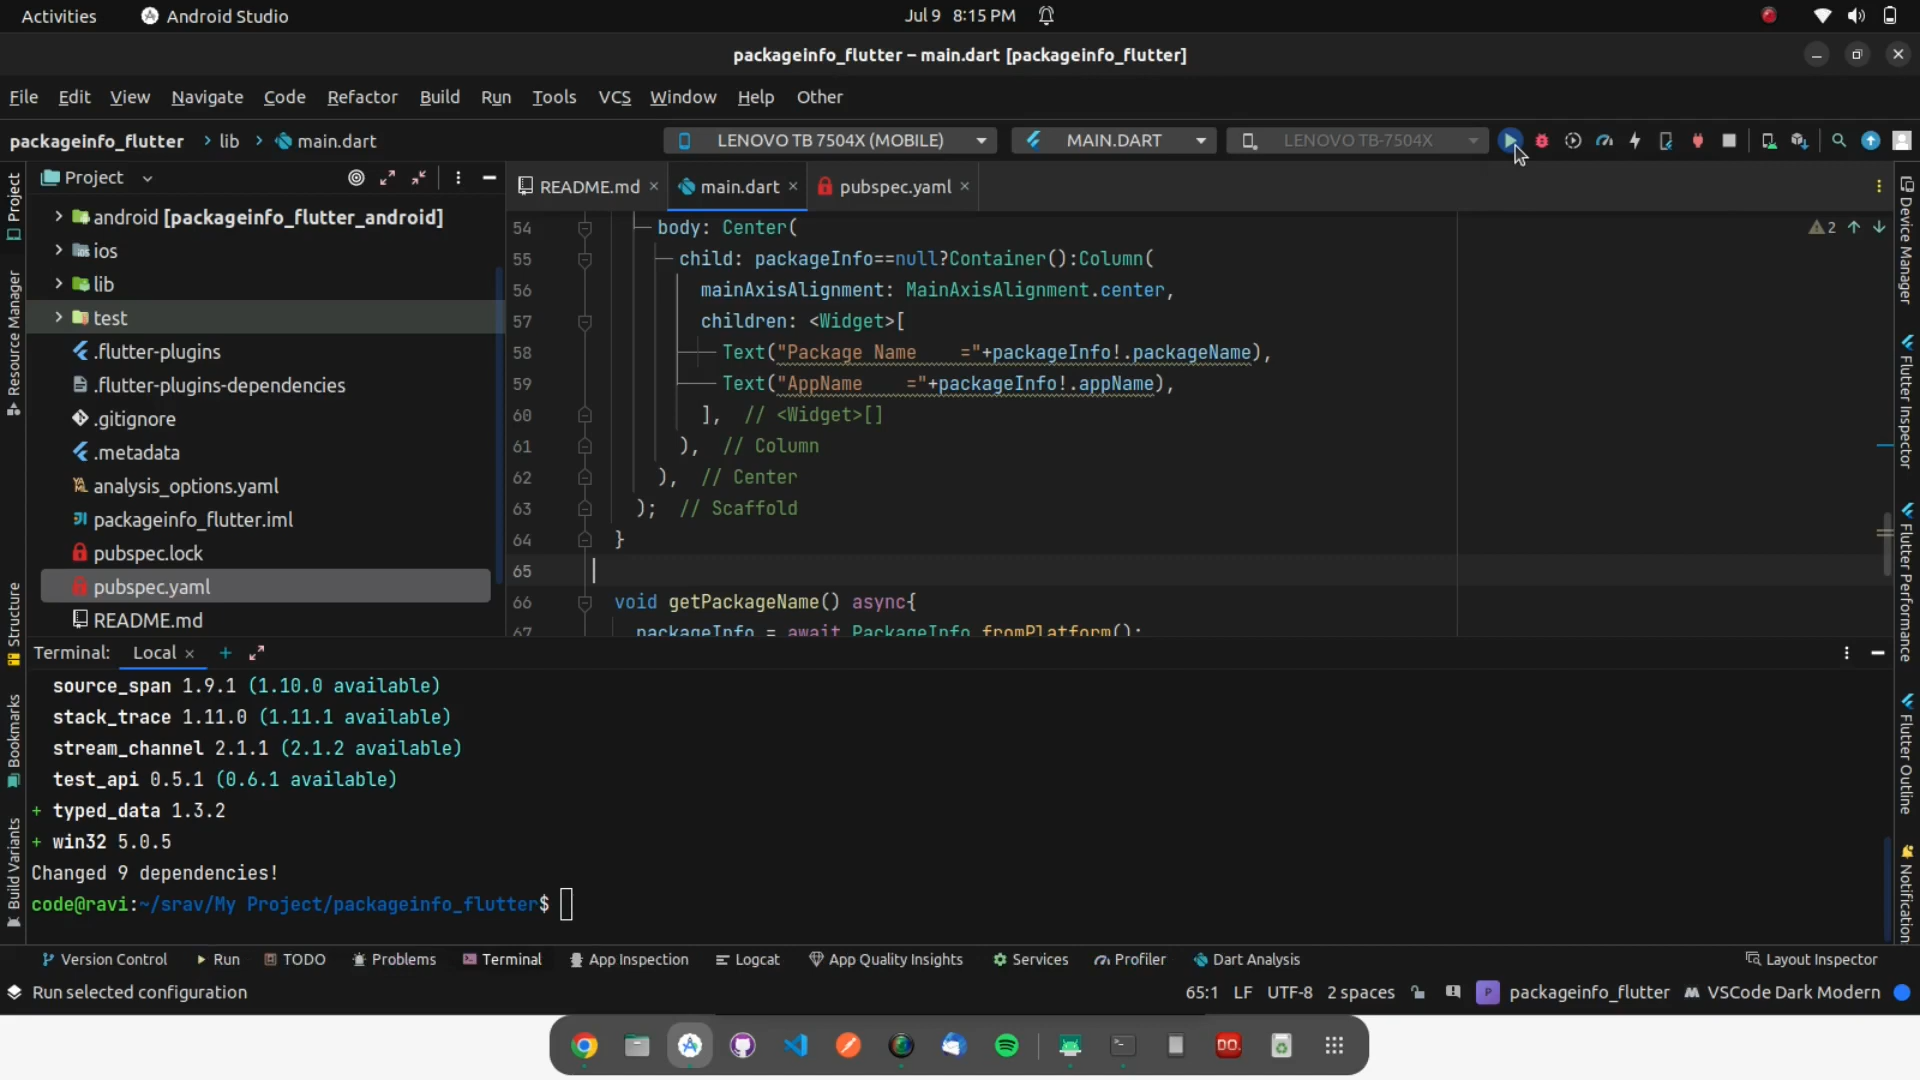 Activities Android Studio Jul 9 8:15 PM
packageinfo_flutter – main.dart [packageinfo_flutter]
File Edit View Navigate Code Refactor Build Run Tools VCS Window Help Other
packageinfo_flutter lib main.dart LENOVO TB 7504X (MOBILE) MAIN.DART LENOVO TB-7504X
Project
README.md main.dart pubspec.yaml
android [packageinfo_flutter_android]
ios
lib
test
.flutter-plugins
.flutter-plugins-dependencies
.gitignore
.metadata
analysis_options.yaml
packageinfo_flutter.iml
pubspec.lock
pubspec.yaml
README.md
54 body: Center(
55 child: packageInfo==null?Container():Column(
56 mainAxisAlignment: MainAxisAlignment.center,
57 children: <Widget>[
58 Text("Package Name    ="+packageInfo!.packageName),
59 Text("AppName    ="+packageInfo!.appName),
60 ], // <Widget>[]
61 ), // Column
62 ), // Center
63 ); // Scaffold
64 }
65
66 void getPackageName() async{
67 packageInfo = await PackageInfo.fromPlatform();
2
Project
Resource Manager
Structure
Bookmarks
Build Variants
Device Manager
Flutter Inspector
Flutter Performance
Flutter Outline
Notification
Terminal: Local
source_span 1.9.1 (1.10.0 available)
stack_trace 1.11.0 (1.11.1 available)
stream_channel 2.1.1 (2.1.2 available)
test_api 0.5.1 (0.6.1 available)
+ typed_data 1.3.2
+ win32 5.0.5
Changed 9 dependencies!
code@ravi:~/srav/My Project/packageinfo_flutter$
Version Control Run TODO Problems Terminal App Inspection Logcat App Quality Insights Services Profiler Dart Analysis Layout Inspector
Run selected configuration 65:1 LF UTF-8 2 spaces P packageinfo_flutter VSCode Dark Modern
DO.